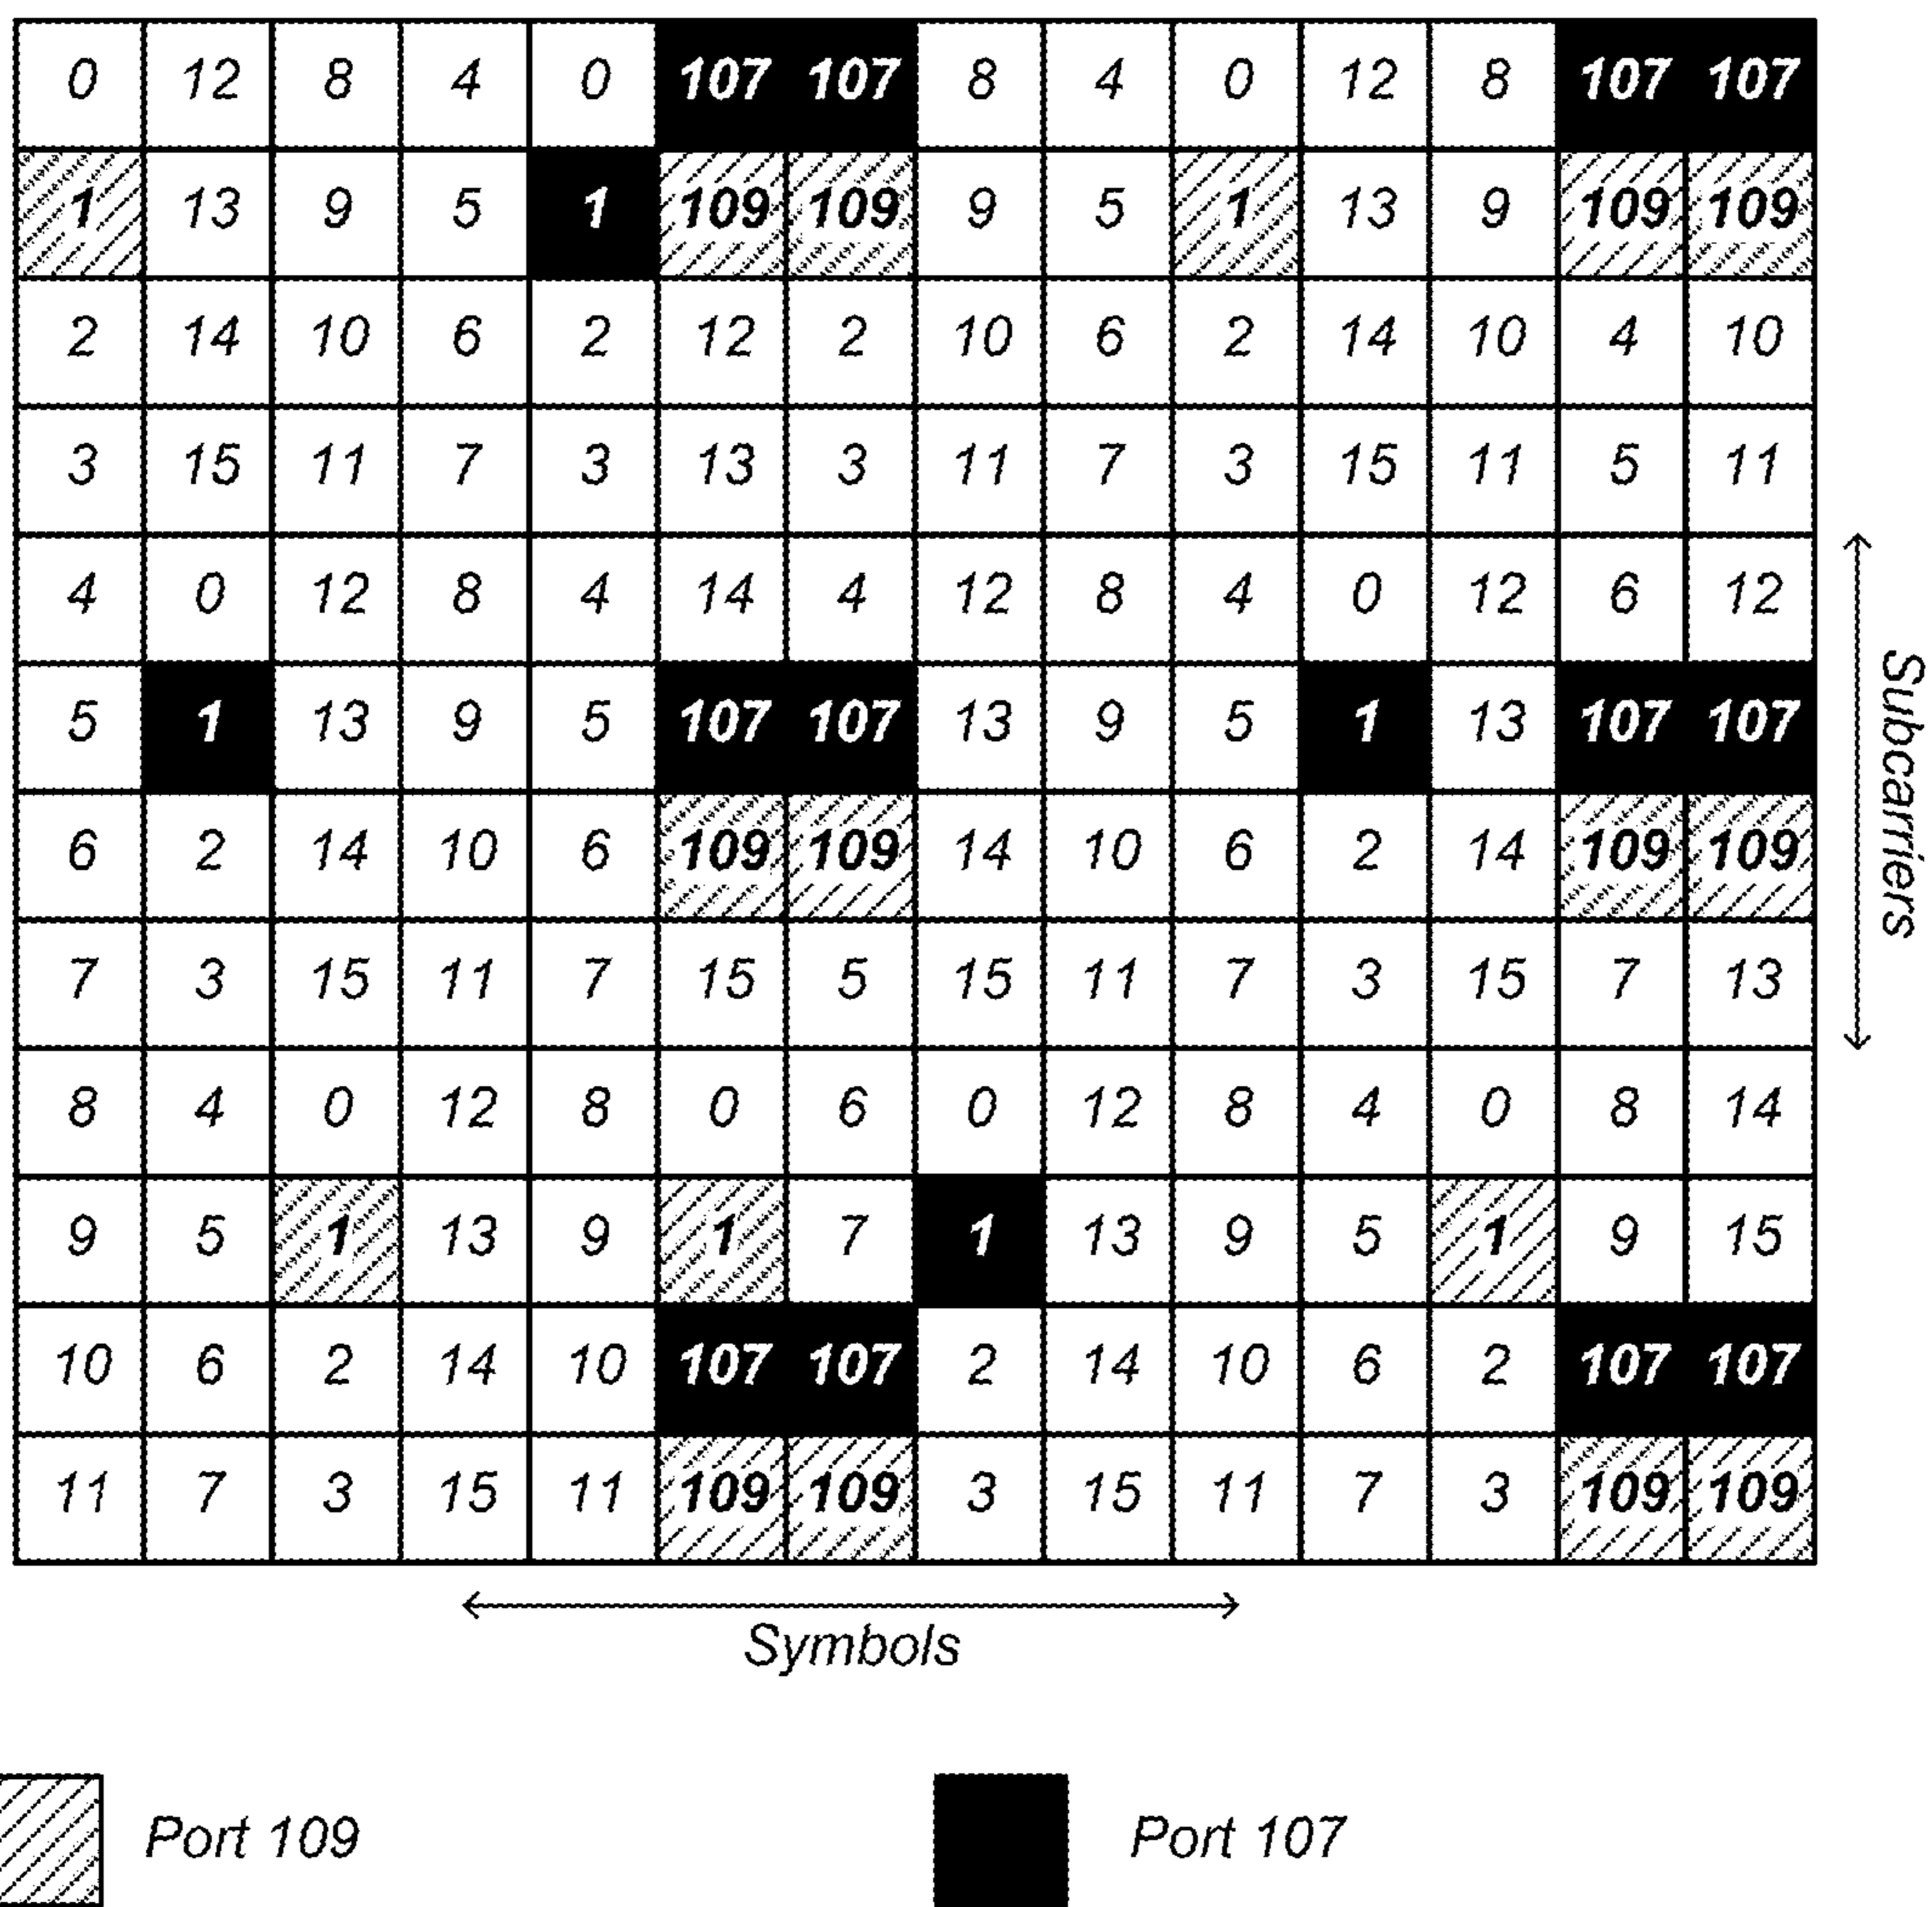 0 12 8 4 0 107 107 8 4 0 12 8 107 107
1 13 9 5 1 109 109 9 5 1 13 9 109 109
2 14 10 6 2 12 2 10 6 2 14 10 4 10
3 15 11 7 3 13 3 11 7 3 15 11 5 11
4 0 12 8 4 14 4 12 8 4 0 12 6 12
5 1 13 9 5 107 107 13 9 5 1 13 107 107
6 2 14 10 6 109 109 14 10 6 2 14 109 109
7 3 15 11 7 15 5 15 11 7 3 15 7 13
8 4 0 12 8 0 6 0 12 8 4 0 8 14
9 5 1 13 9 1 7 1 13 9 5 1 9 15
10 6 2 14 10 107 107 2 14 10 6 2 107 107
11 7 3 15 11 109 109 3 15 11 7 3 109 109
Subcarriers
Symbols
Port 109 Port 107